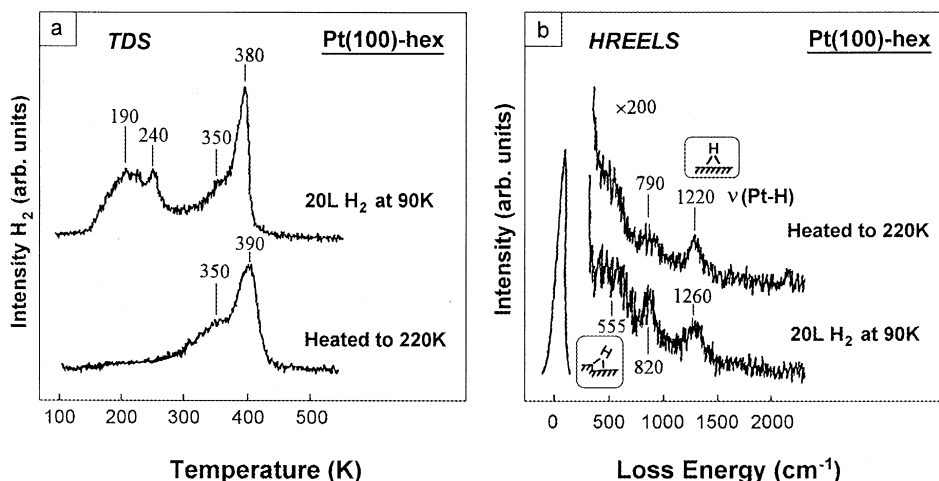 a
TDS
Pt(100)-hex
380
190
240
350
20L H2 at 90K
390
350
Heated to 220K
Intensity H2 (arb. units)
100 200 300 400 500
Temperature (K)
b
HREELS
Pt(100)-hex
×200
H
790
1220 ν(Pt-H)
Heated to 220K
1260
555
H
820
20L H2 at 90K
Intensity (arb. units)
0 500 1000 1500 2000
Loss Energy (cm-1)